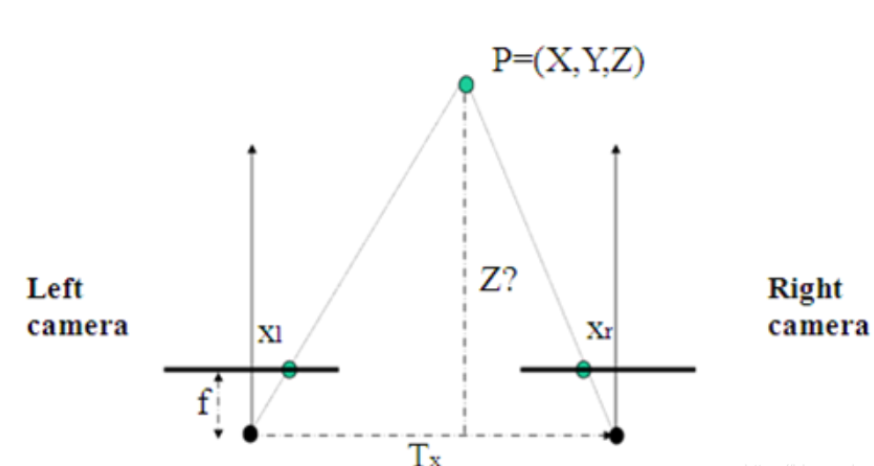 P=(X,Y,Z)
Left
camera
Xl
Z?
Xr
Right
camera
f
Tx